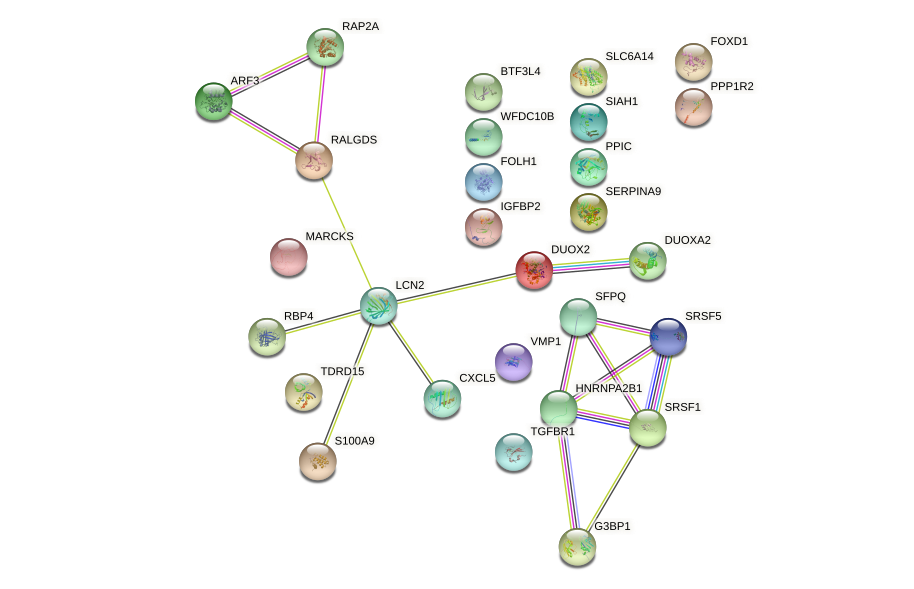 RAP2A
FOXD1
SLC6A14
BTF3L4
ARF3
PPP1R2
SIAH1
WFDC10B
RALGDS
PPIC
FOLH1
SERPINA9
IGFBP2
MARCKS
DUOXA2
DUOX2
LCN2
SFPQ
RBP4
SRSF5
VMP1
TDRD15
CXCL5
HNRNPA2B1
SRSF1
TGFBR1
S100A9
G3BP1